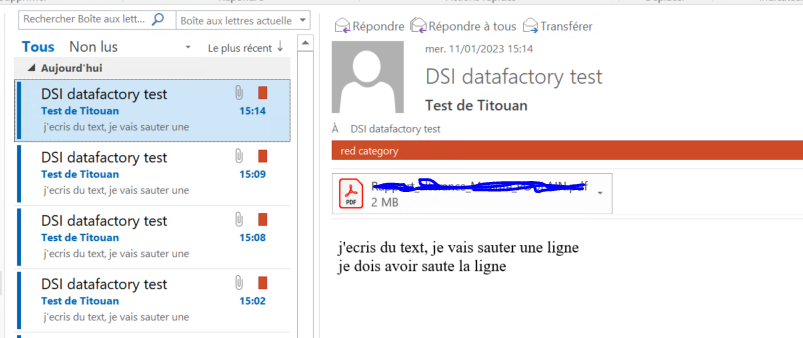 Rechercher Boîte aux lett...
Boîte aux lettres actuelle
Tous Non lus
Le plus récent
Aujourd'hui
DSI datafactory test
Test de Titouan
15:14
j'ecris du text, je vais sauter une
DSI datafactory test
Test de Titouan
15:09
j'ecris du text, je vais sauter une
DSI datafactory test
Test de Titouan
15:08
j'ecris du text, je vais sauter une
DSI datafactory test
Test de Titouan
15:02
j'ecris du text, je vais sauter une
Répondre Répondre à tous Transférer
mer. 11/01/2023 15:14
DSI datafactory test
Test de Titouan
À DSI datafactory test
red category
PDF
2 MB
j'ecris du text, je vais sauter une ligne
je dois avoir saute la ligne